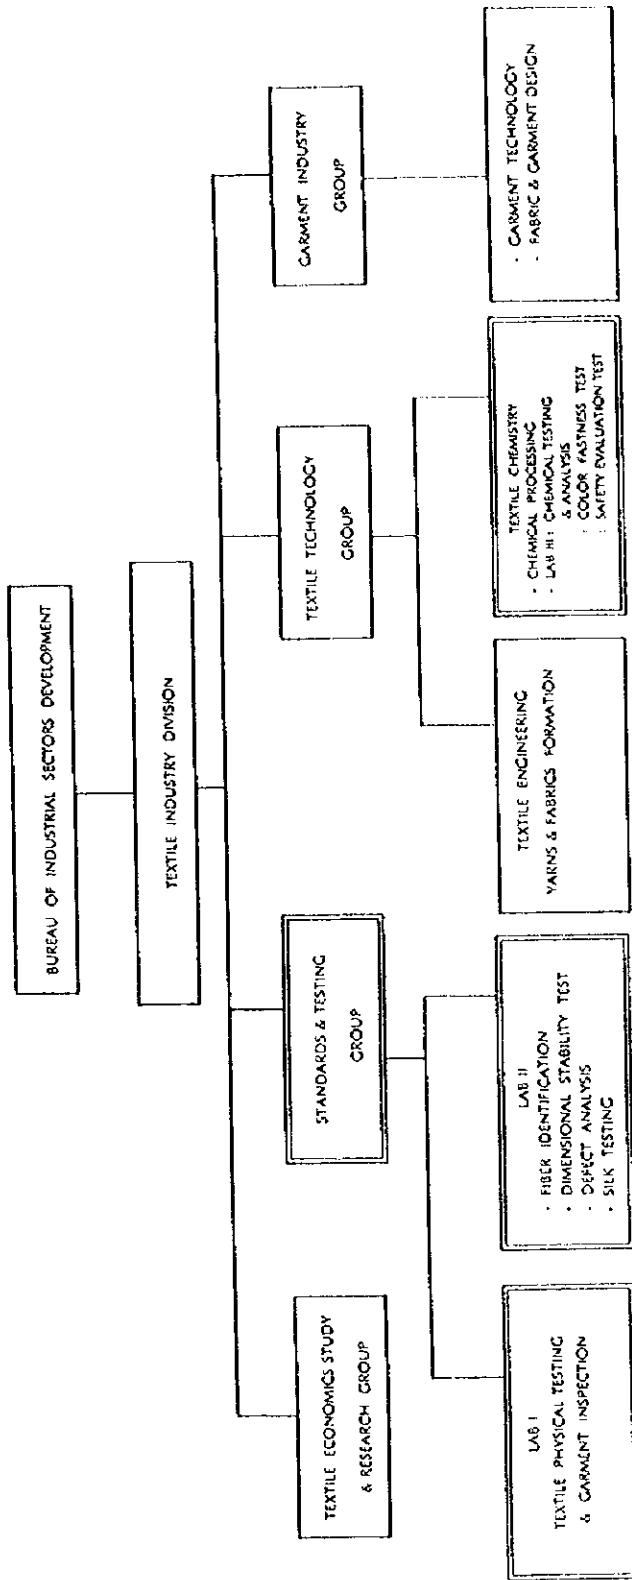 BUREAU OF INDUSTRIAL SECTORS DEVELOPMENT
TEXTILE INDUSTRY DIVISION
TEXTILE ECONOMICS STUDY
& RESEARCH GROUP
STANDARDS & TESTING
GROUP
TEXTILE TECHNOLOGY
GROUP
GARMENT INDUSTRY
GROUP
LAB I
TEXTILE PHYSICAL TESTING
& GARMENT INSPECTION
LAB II
- FIBER IDENTIFICATION
- DIMENSIONAL STABILITY TEST
- DEFECT ANALYSIS
- SILK TESTING
TEXTILE ENGINEERING
YARNS & FABRICS FORMATION
TEXTILE CHEMISTRY
- CHEMICAL PROCESSING
- LAB III : CHEMICAL TESTING
& ANALYSIS
: COLOR FASTNESS TEST
: SAFETY EVALUATION TEST
- GARMENT TECHNOLOGY
- FABRIC & GARMENT DESIGN